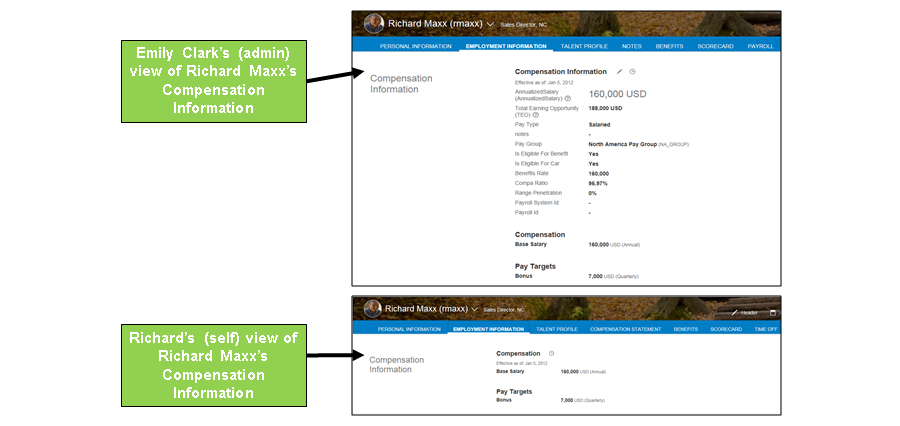 Emily Clark's (admin)
view of Richard Maxx's
Compensation
Information
Richard Maxx (rmaxx) Sales Director, NC
PERSONAL INFORMATION EMPLOYMENT INFORMATION TALENT PROFILE NOTES BENEFITS SCORECARD PAYROLL
Compensation
Information
Compensation Information
Effective as of: Jan 5, 2012
AnnualizedSalary
(AnnualizedSalary) 160,000 USD
Total Earning Opportunity
(TEO) 188,000 USD
Pay Type Salaried
notes -
Pay Group North America Pay Group (NA_GROUP)
Is Eligible For Benefit Yes
Is Eligible For Car Yes
Benefits Rate 160,000
Compa Ratio 96.97%
Range Penetration 0%
Payroll System Id -
Payroll Id -
Compensation
Base Salary 160,000 USD (Annual)
Pay Targets
Bonus 7,000 USD (Quarterly)
Richard's (self) view of
Richard Maxx's
Compensation
Information
Richard Maxx (rmaxx) Sales Director, NC
Header
PERSONAL INFORMATION EMPLOYMENT INFORMATION TALENT PROFILE COMPENSATION STATEMENT BENEFITS SCORECARD TIME OFF
Compensation
Information
Compensation
Effective as of: Jan 5, 2012
Base Salary 160,000 USD (Annual)
Pay Targets
Bonus 7,000 USD (Quarterly)